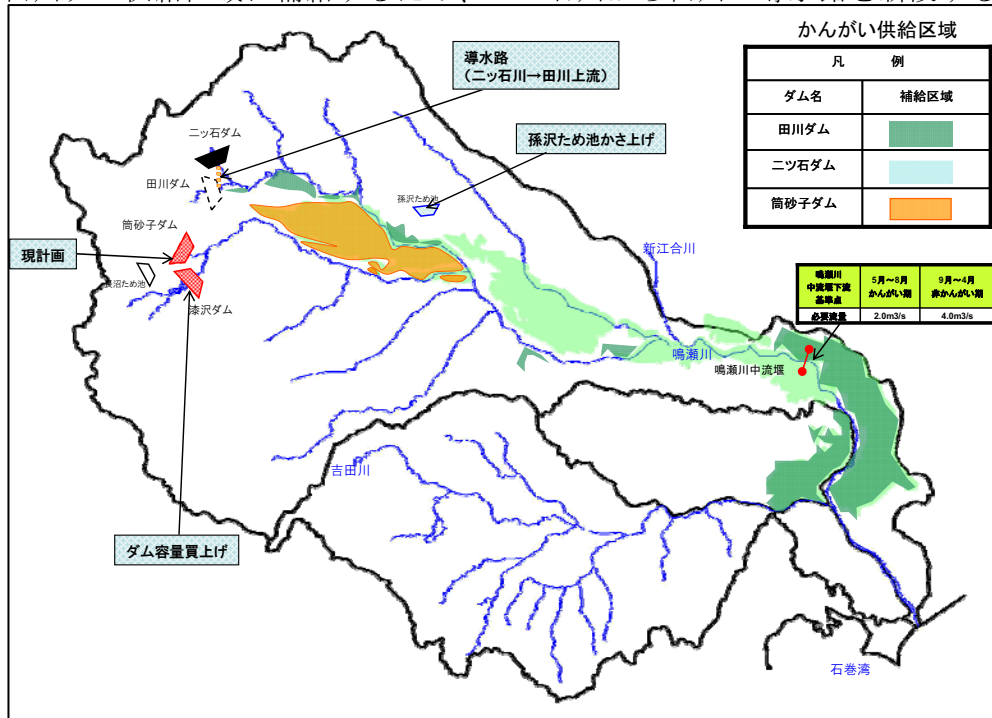 かんがい供給区域
凡 例
ダム名 補給区域
田川ダム
二ツ石ダム
筒砂子ダム
導水路
(二ッ石川→田川上流)
孫沢ため池かさ上げ
二ッ石ダム
田川ダム
孫沢ため池
筒砂子ダム
現計画
漆沢ダム
新江合川
鳴瀬川
中流堰下流
基準点
5月~8月
かんがい期
9月~4月
非かんがい期
必要流量 2.0m3/s 4.0m3/s
鳴瀬川
鳴瀬川中流堰
吉田川
ダム容量買上げ
石巻湾